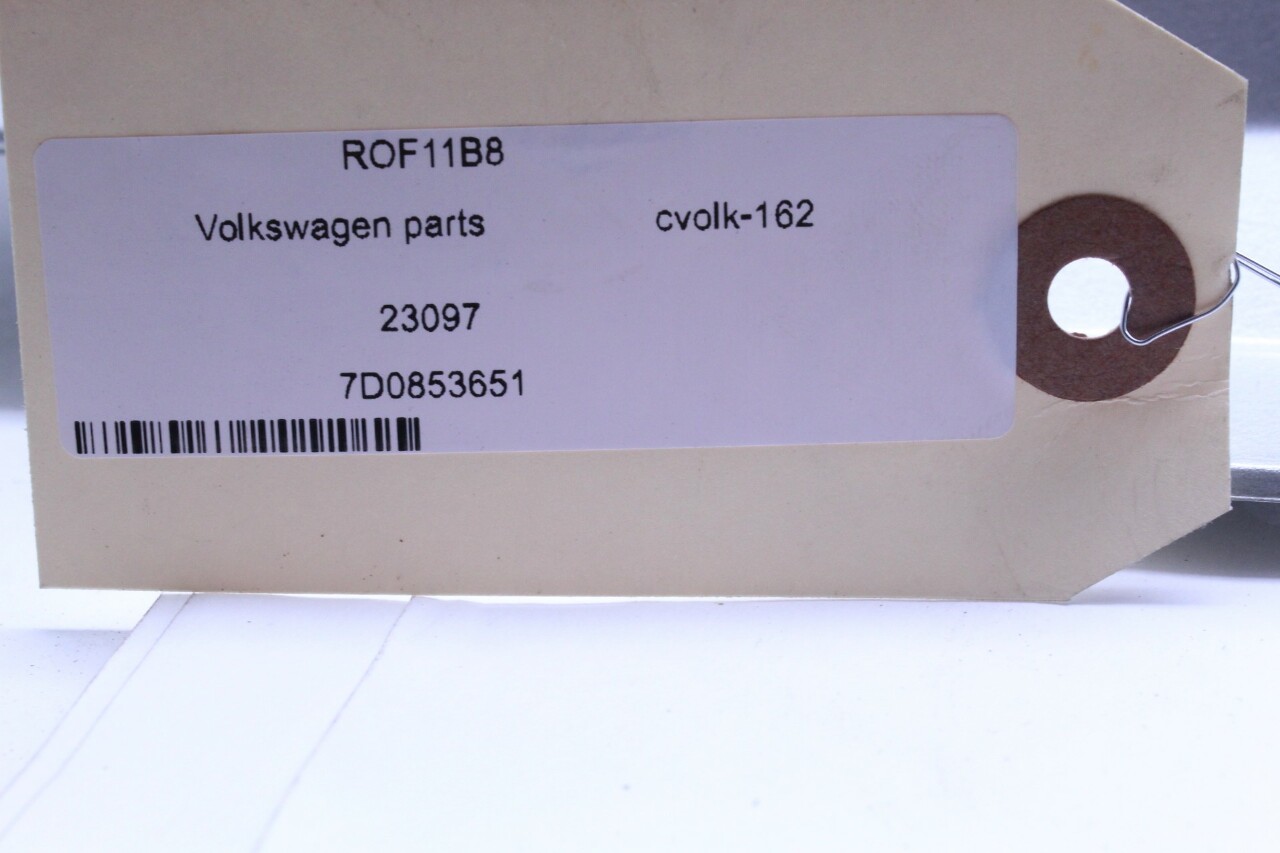 ROF11B8
Volkswagen parts cvolk-162
23097
7D0853651